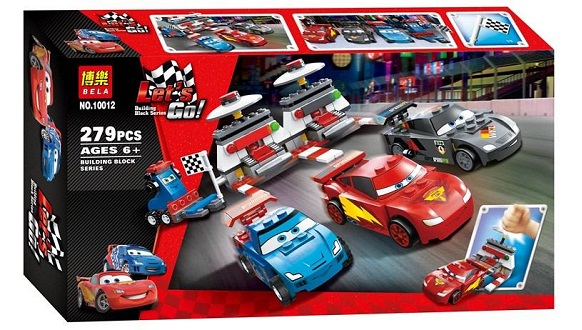 博樂
BELA
NO.10012
279PCS
AGES 6+
BUILDING BLOCK
SERIES
Let's
Go!
Building
Block Series